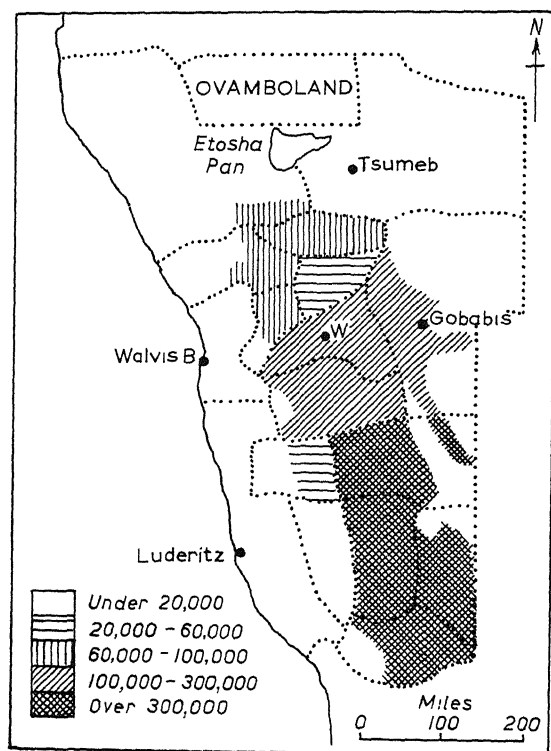 N
OVAMBOLAND
Etosha
Pan
Tsumeb
W
Gobabis
Walvis B
Luderitz
Under 20,000
20,000-60,000
60,000-100,000
100,000-300,000
Over 300,000
Miles
0 100 200